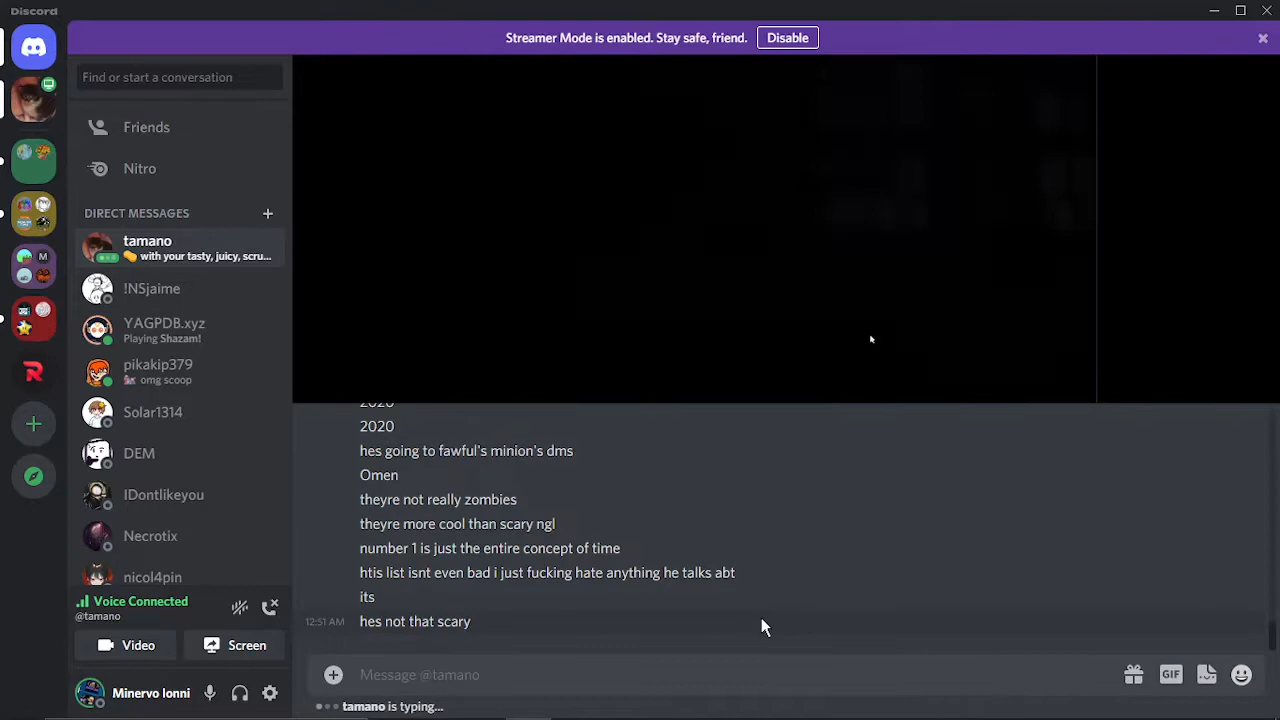 Discord
Streamer Mode is enabled. Stay safe, friend.
Disable
Find or start a conversation
Friends
Nitro
DIRECT MESSAGES
tamano
with your tasty, juicy, scru...
!NSjaime
YAGPDB.xyz
Playing Shazam!
pikakip379
omg scoop
Solar1314
DEM
IDontlikeyou
Necrotix
nicol4pin
Voice Connected
@tamano
Video
Screen
Minervo Ionni
2020
2020
hes going to fawful's minion's dms
Omen
theyre not really zombies
theyre more cool than scary ngl
number 1 is just the entire concept of time
htis list isnt even bad i just fucking hate anything he talks abt
its
12:51 AM hes not that scary
Message @tamano
GIF
tamano is typing...